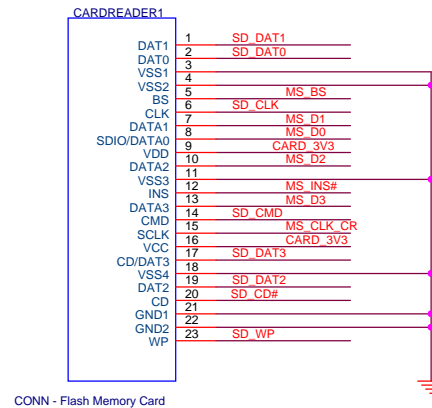 CARDREADER1
DAT1 1 SD_DAT1
DAT0 2 SD_DAT0
VSS1 3
VSS2 4
BS 5 MS_BS
CLK 6 SD_CLK
DATA1 7 MS_D1
SDIO/DATA0 8 MS_D0
VDD 9 CARD_3V3
DATA2 10 MS_D2
VSS3 11
INS 12 MS_INS#
DATA3 13 MS_D3
CMD 14 SD_CMD
SCLK 15 MS_CLK_CR
VCC 16 CARD_3V3
CD/DAT3 17 SD_DAT3
VSS4 18
DAT2 19 SD_DAT2
CD 20 SD_CD#
GND1 21
GND2 22
WP 23 SD_WP
CONN - Flash Memory Card